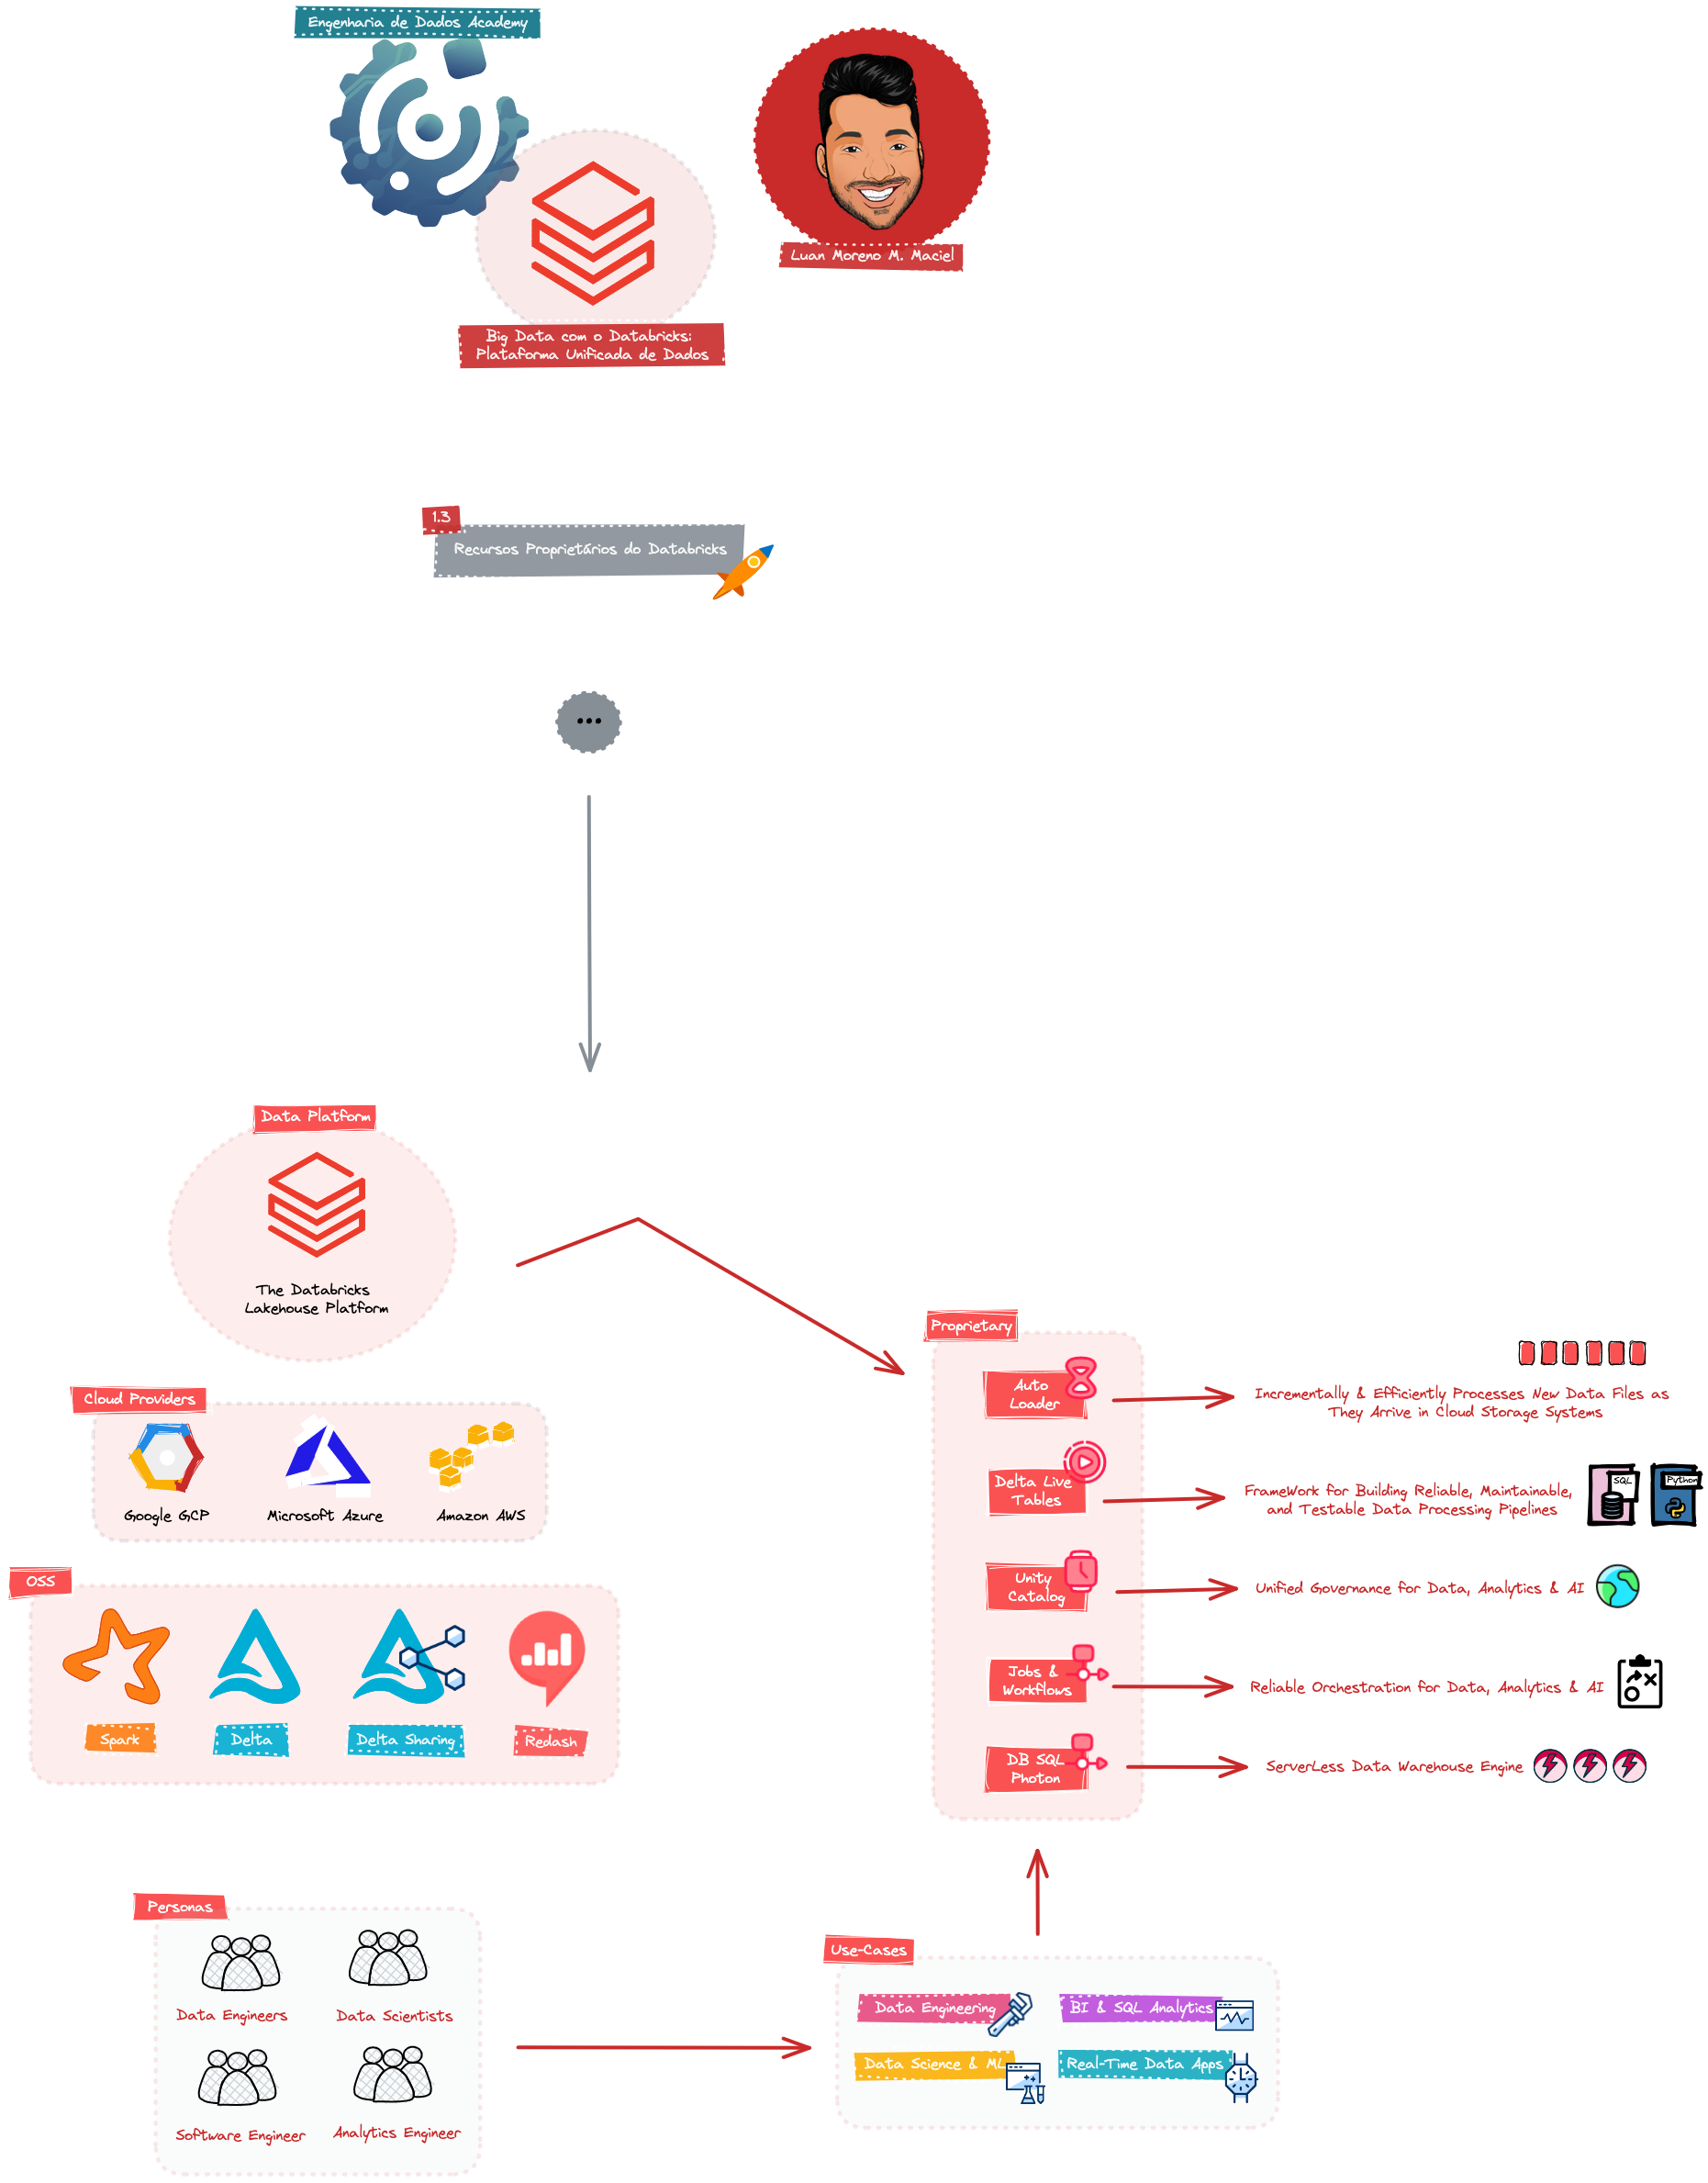 Engenharia de Dados Academy
Luan Moreno M. Maciel
Big Data com o Databricks:
Plataforma Unificada de Dados
1.3
Recursos Proprietários do Databricks
...
Data Platform
The Databricks
Lakehouse Platform
Cloud Providers
Google GCP
Microsoft Azure
Amazon AWS
OSS
Spark
Delta
Delta Sharing
Redash
Proprietary
Auto
Loader
Incrementally & Efficiently Processes New Data Files as
They Arrive in Cloud Storage Systems
Delta Live
Tables
FrameWork for Building Reliable, Maintainable,
and Testable Data Processing Pipelines
SQL
Python
Unity
Catalog
Unified Governance for Data, Analytics & AI
Jobs &
Workflows
Reliable Orchestration for Data, Analytics & AI
DB SQL
Photon
ServerLess Data Warehouse Engine
Personas
Data Engineers
Data Scientists
Software Engineer
Analytics Engineer
Use-Cases
Data Engineering
BI & SQL Analytics
Data Science & ML
Real-Time Data Apps